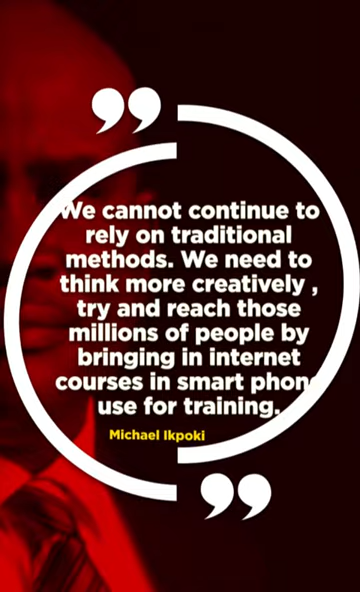 We cannot continue to
rely on traditional
methods. We need to
think more creatively ,
try and reach those
millions of people by
bringing in internet
courses in smart phone
use for training.
Michael Ikpoki